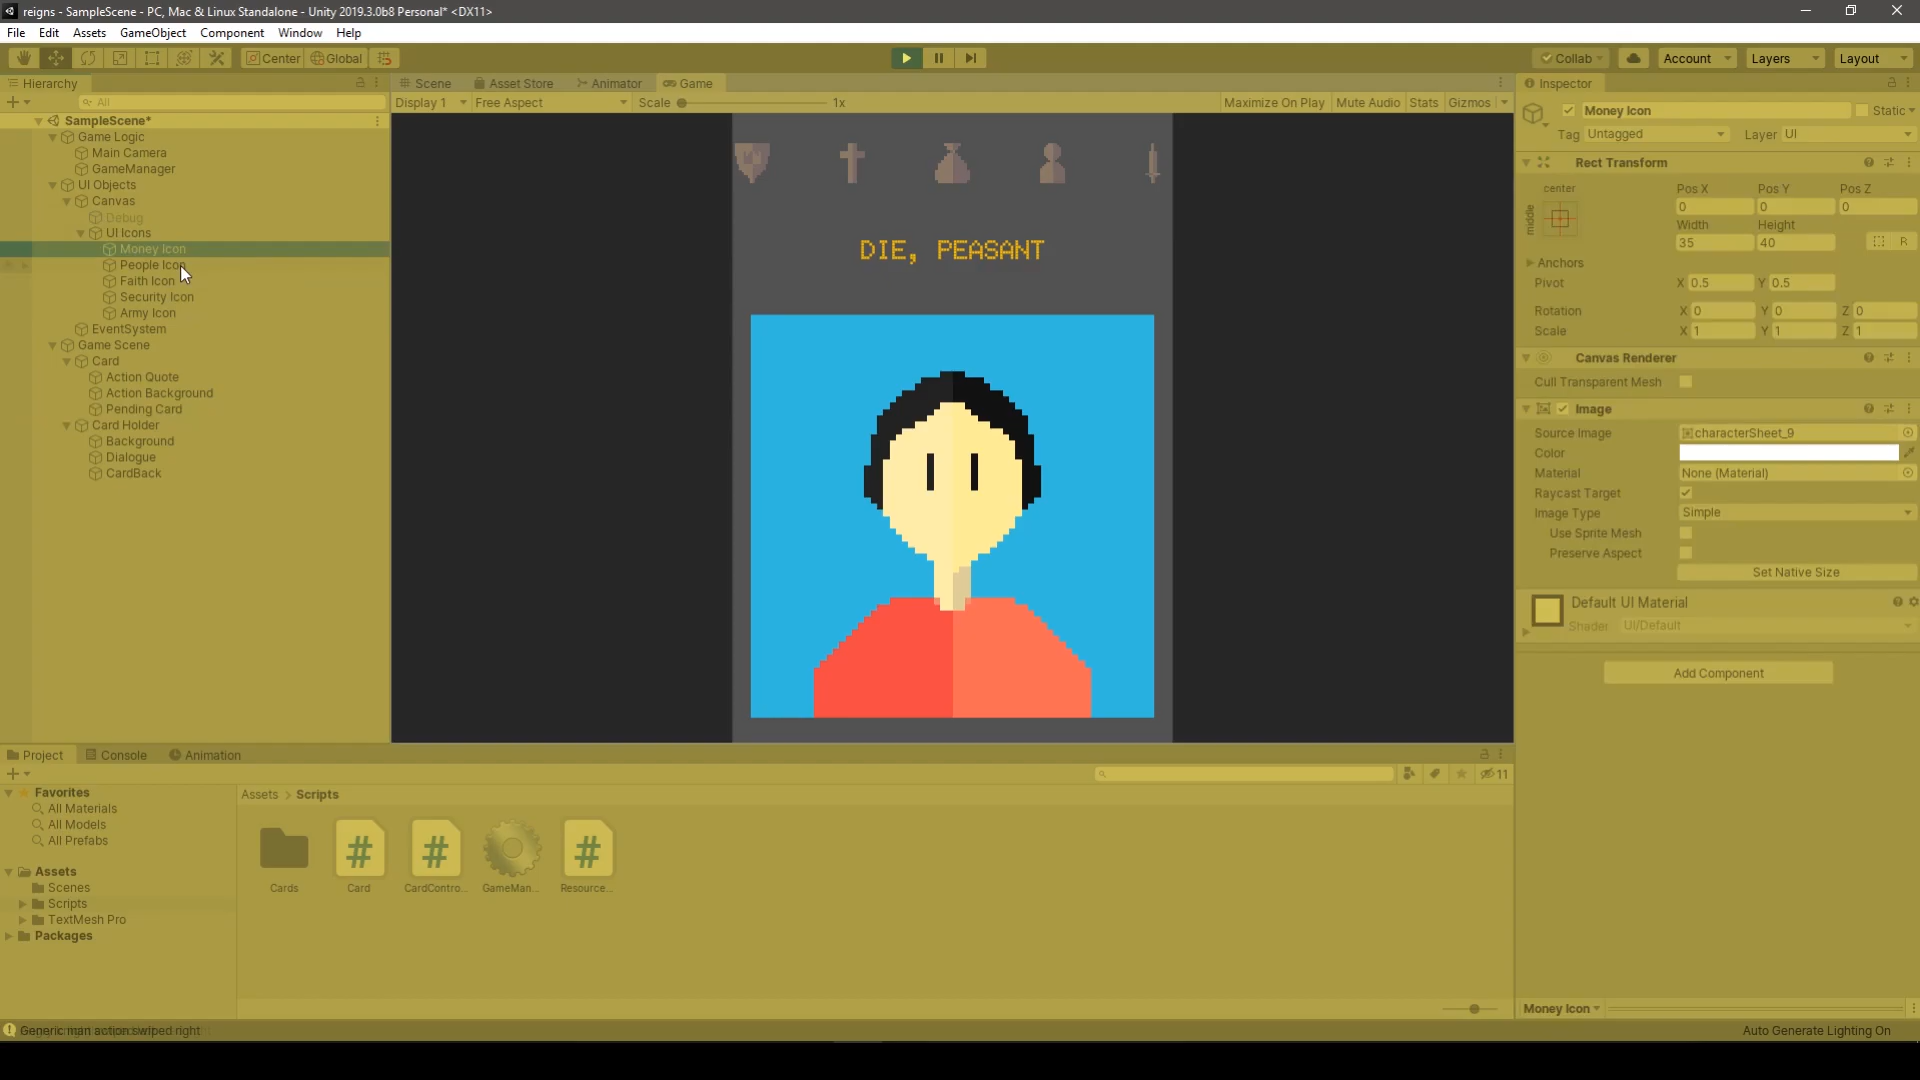 reigns - SampleScene - PC, Mac & Linux Standalone - Unity 2019.3.0b8 Personal* <DX11>
File Edit Assets GameObject Component Window Help
Center Global Collab Account Layers Layout
Hierarchy
All
SampleScene*
Game Logic
Main Camera
GameManager
UI Objects
Canvas
Debug
UI Icons
Money Icon
People Icon
Faith Icon
Security Icon
Army Icon
EventSystem
Game Scene
Card
Action Quote
Action Background
Pending Card
Card Holder
Background
Dialogue
CardBack
Scene Asset Store Animator Game
Display 1 Free Aspect Scale 1x Maximize On Play Mute Audio Stats Gizmos
DIE, PEASANT
Inspector
Money Icon Static
Tag Untagged Layer UI
Rect Transform
center
middle
Pos X Pos Y Pos Z
0 0 0
Width Height
35 40 R
Anchors
Pivot X 0.5 Y 0.5
Rotation X 0 Y 0 Z 0
Scale X 1 Y 1 Z 1
Canvas Renderer
Cull Transparent Mesh
Image
Source Image characterSheet_9
Color
Material None (Material)
Raycast Target
Image Type Simple
Use Sprite Mesh
Preserve Aspect
Set Native Size
Default UI Material
Shader UI/Default
Add Component
Money Icon
Project Console Animation
11
Favorites
All Materials
All Models
All Prefabs
Assets
Scenes
Scripts
TextMesh Pro
Packages
Assets > Scripts
Cards Card CardContro... GameMan... Resource...
Generic man action swiped right
Auto Generate Lighting On